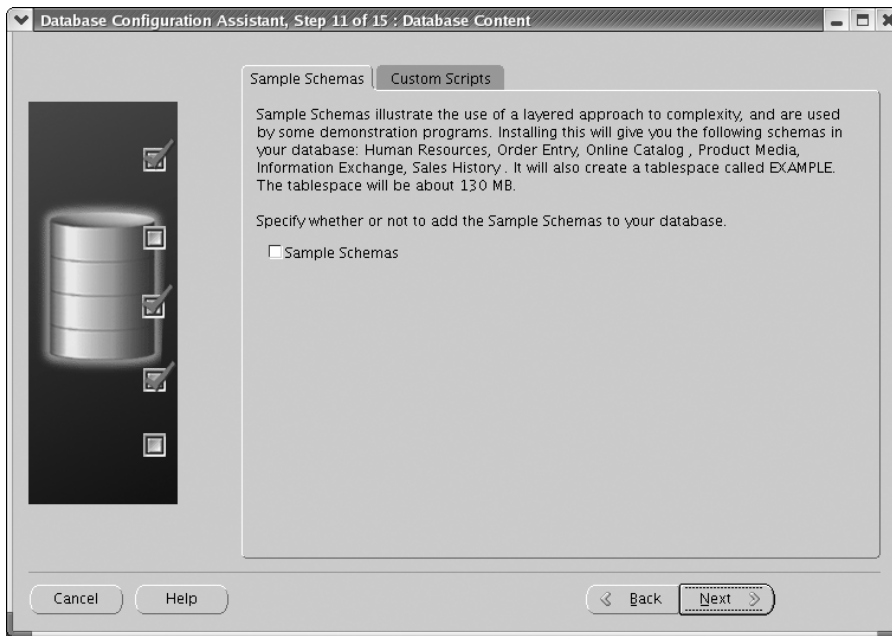 Database Configuration Assistant, Step 11 of 15 : Database Content
Sample Schemas
Custom Scripts
Sample Schemas illustrate the use of a layered approach to complexity, and are used
by some demonstration programs. Installing this will give you the following schemas in
your database: Human Resources, Order Entry, Online Catalog , Product Media,
Information Exchange, Sales History . It will also create a tablespace called EXAMPLE.
The tablespace will be about 130 MB.
Specify whether or not to add the Sample Schemas to your database.
Sample Schemas
Cancel
Help
Back
Next